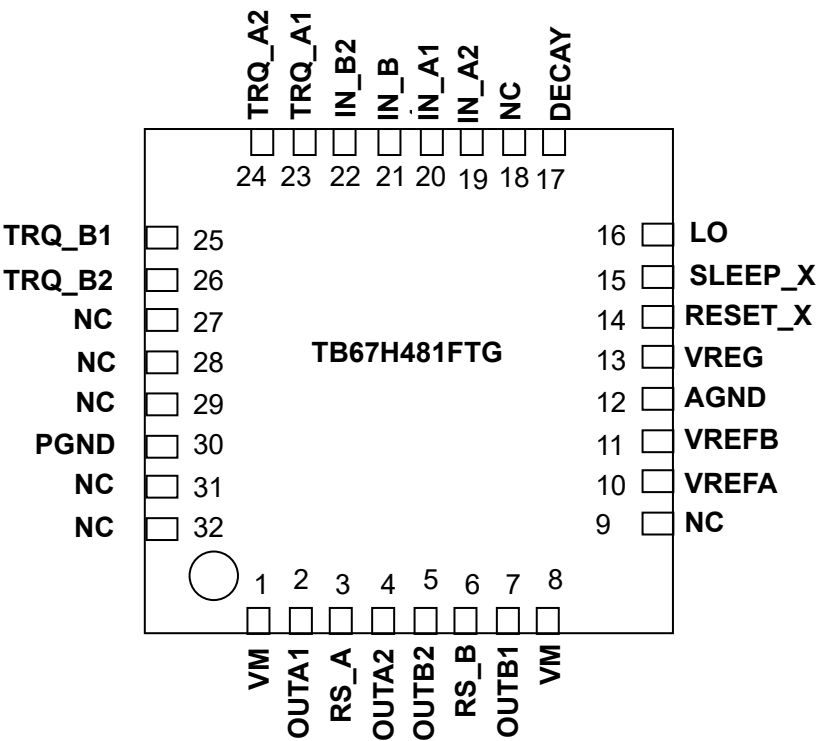 TRQ_A2
TRQ_A1
IN_B2
IN_B
IN_A1
IN_A2
NC
DECAY
24 23 22 21 20 19 18 17
TRQ_B1 25
TRQ_B2 26
NC 27
NC 28
NC 29
PGND 30
NC 31
NC 32
TB67H481FTG
16 LO
15 SLEEP_X
14 RESET_X
13 VREG
12 AGND
11 VREFB
10 VREFA
9 NC
1 2 3 4 5 6 7 8
VM
OUTA1
RS_A
OUTA2
OUTB2
RS_B
OUTB1
VM